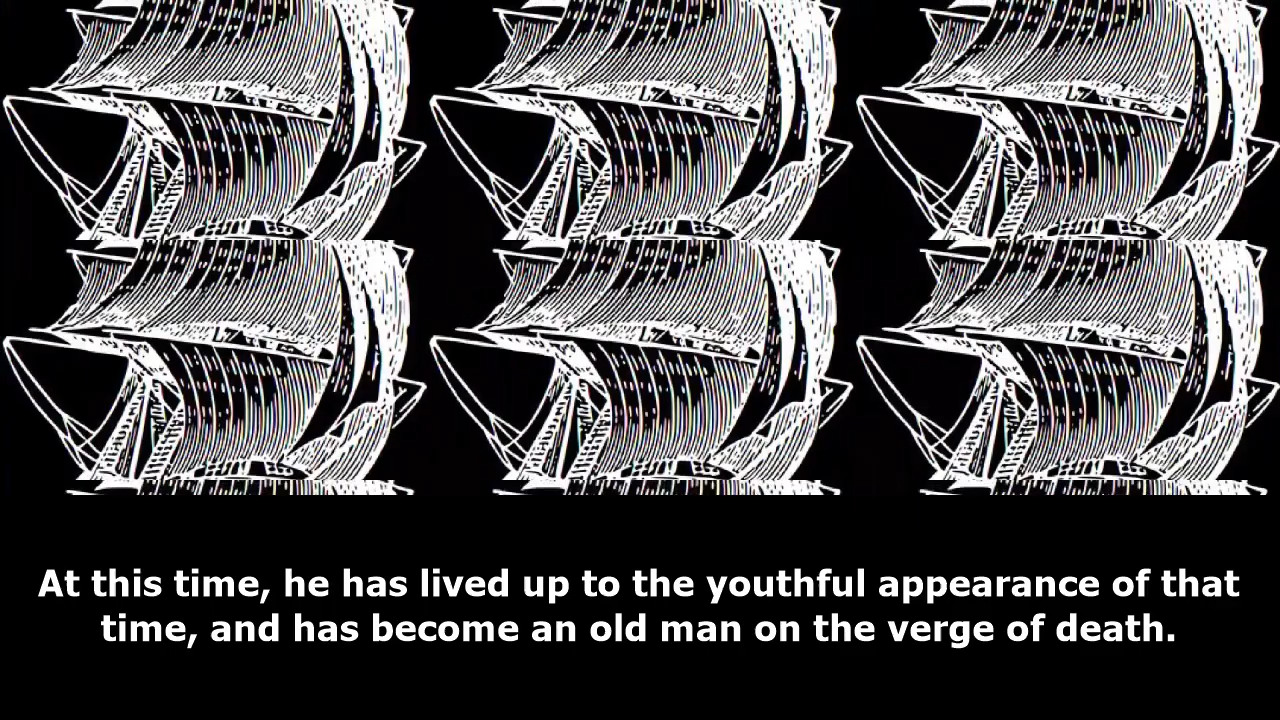 At this time, he has lived up to the youthful appearance of that
time, and has become an old man on the verge of death.